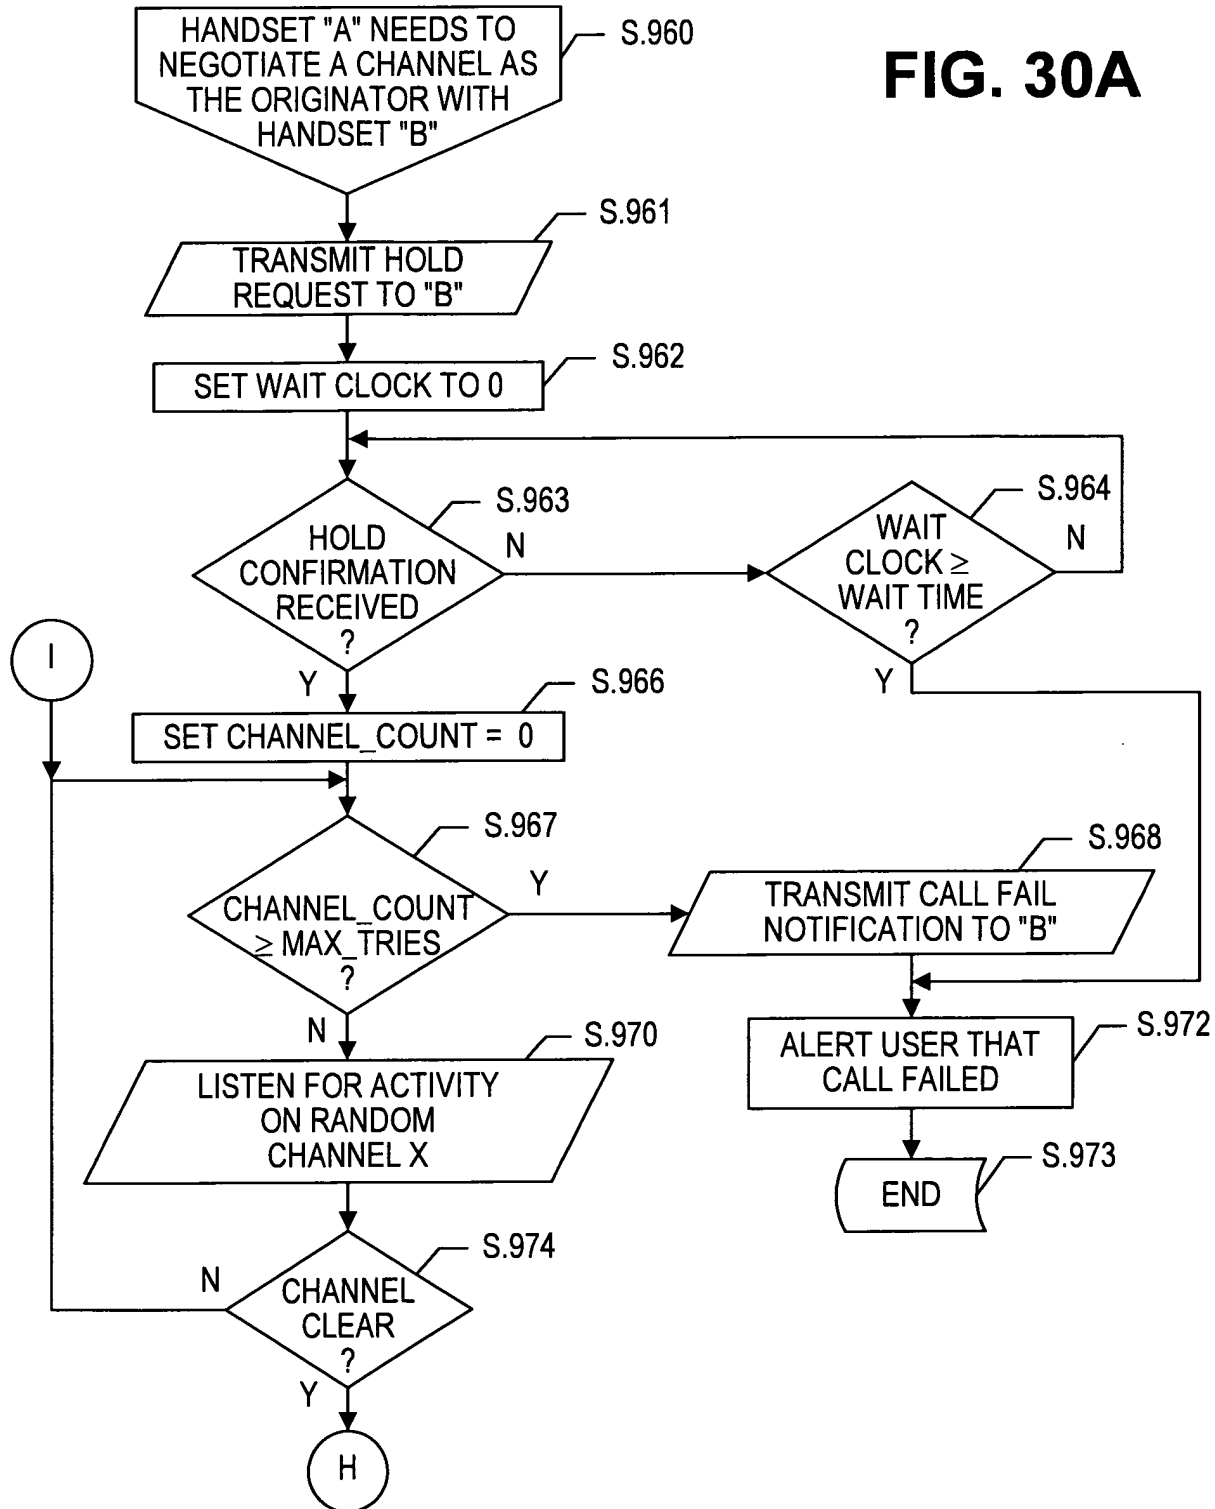 HANDSET "A" NEEDS TO
NEGOTIATE A CHANNEL AS
THE ORIGINATOR WITH
HANDSET "B"
S.960
FIG. 30A
TRANSMIT HOLD
REQUEST TO "B"
S.961
SET WAIT CLOCK TO 0
S.962
HOLD
CONFIRMATION
RECEIVED
?
S.963
N
Y
WAIT
CLOCK ≥
WAIT TIME
?
S.964
N
Y
I
SET CHANNEL_COUNT = 0
S.966
CHANNEL_COUNT
≥ MAX_TRIES
?
S.967
Y
N
TRANSMIT CALL FAIL
NOTIFICATION TO "B"
S.968
LISTEN FOR ACTIVITY
ON RANDOM
CHANNEL X
S.970
ALERT USER THAT
CALL FAILED
S.972
END
S.973
CHANNEL
CLEAR
?
S.974
N
Y
H